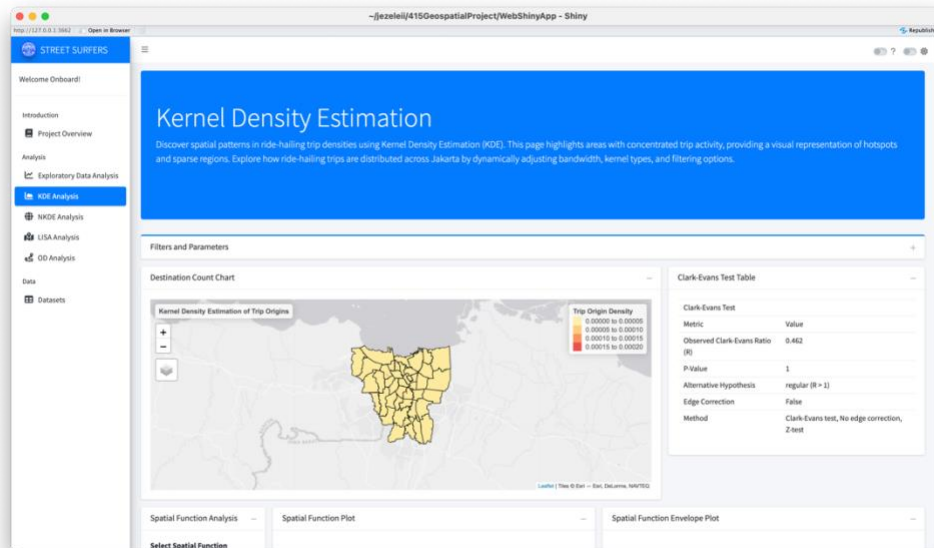 ~/jezeleii/415GeospatialProject/WebShinyApp - Shiny
http://127.0.0.1:3662
Open in Browser
Republish
STREET SURFERS
?
Welcome Onboard!
Introduction
Project Overview
Analysis
Exploratory Data Analysis
KDE Analysis
NKDE Analysis
LISA Analysis
OD Analysis
Data
Datasets
Kernel Density Estimation
Discover spatial patterns in ride-hailing trip densities using Kernel Density Estimation (KDE). This page highlights areas with concentrated trip activity, providing a visual representation of hotspots
and sparse regions. Explore how ride-hailing trips are distributed across Jakarta by dynamically adjusting bandwidth, kernel types, and filtering options.
Filters and Parameters +
Destination Count Chart −
Kernel Density Estimation of Trip Origins
+
−
Trip Origin Density
0.00000 to 0.00005
0.00005 to 0.00010
0.00010 to 0.00015
0.00015 to 0.00020
Leaflet | Tiles © Esri — Esri, DeLorme, NAVTEQ
Clark-Evans Test Table −
Clark-Evans Test
Metric Value
Observed Clark-Evans Ratio 0.462
(R)
P-Value 1
Alternative Hypothesis regular (R > 1)
Edge Correction False
Method Clark-Evans test, No edge correction,
Z-test
Spatial Function Analysis −
Select Spatial Function
Spatial Function Plot −
Spatial Function Envelope Plot −